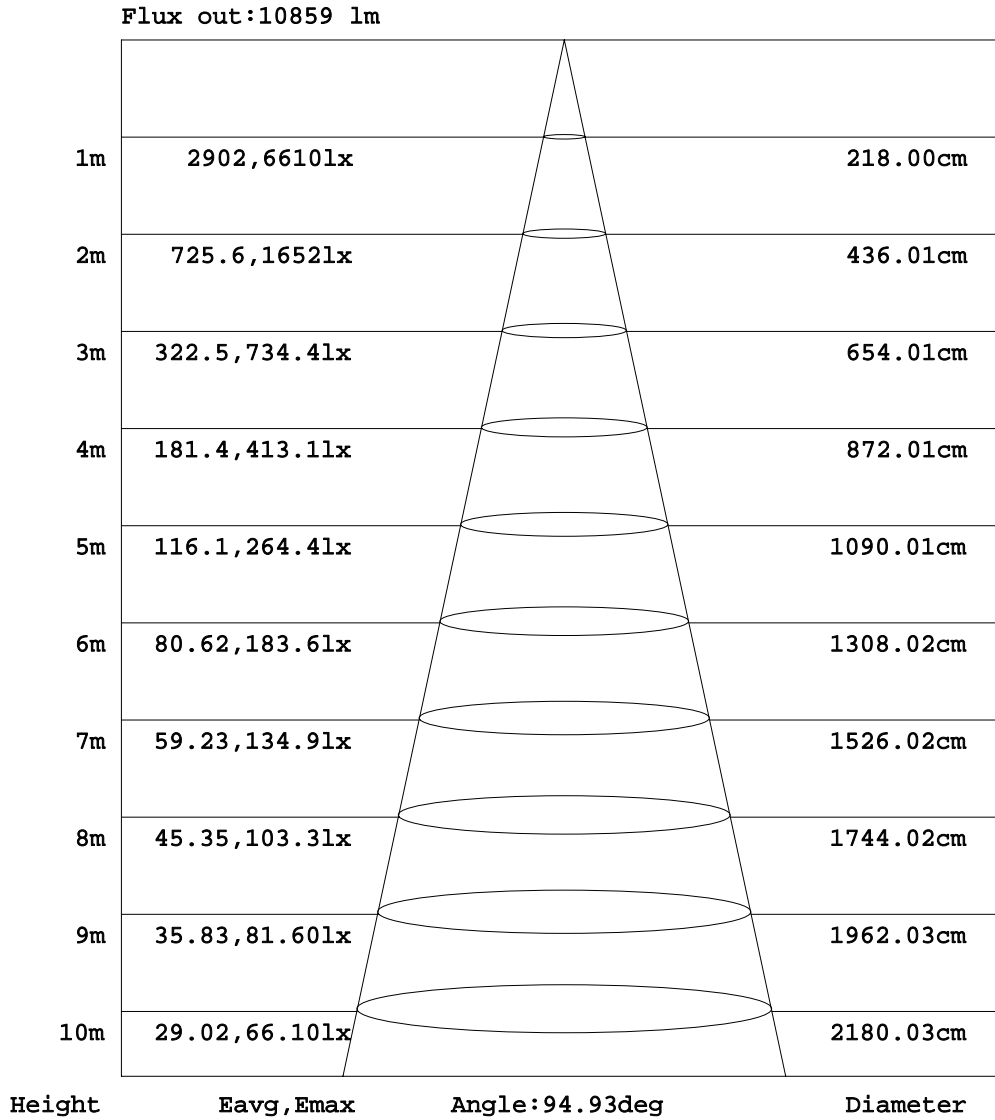 Flux out:10859 lm
1m 2902,6610lx 218.00cm
2m 725.6,1652lx 436.01cm
3m 322.5,734.4lx 654.01cm
4m 181.4,413.1lx 872.01cm
5m 116.1,264.4lx 1090.01cm
6m 80.62,183.6lx 1308.02cm
7m 59.23,134.9lx 1526.02cm
8m 45.35,103.3lx 1744.02cm
9m 35.83,81.60lx 1962.03cm
10m 29.02,66.10lx 2180.03cm
Height Eavg,Emax Angle:94.93deg Diameter